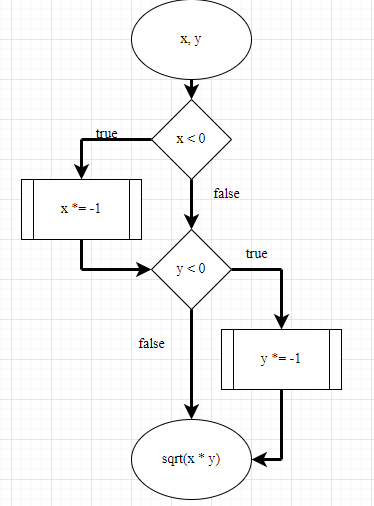 x, y
true
x < 0
false
x *= -1
y < 0
true
false
y *= -1
sqrt(x * y)